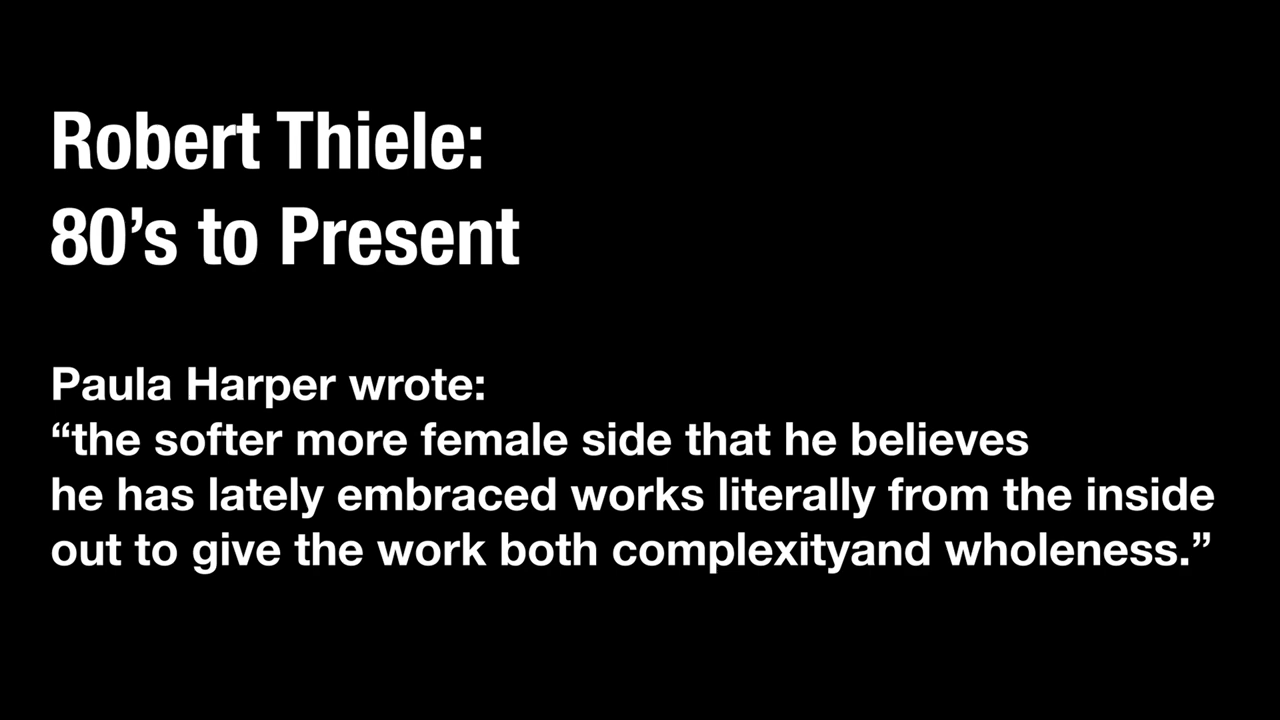 Robert Thiele:
80’s to Present
Paula Harper wrote:
“the softer more female side that he believes
he has lately embraced works literally from the inside
out to give the work both complexityand wholeness.”